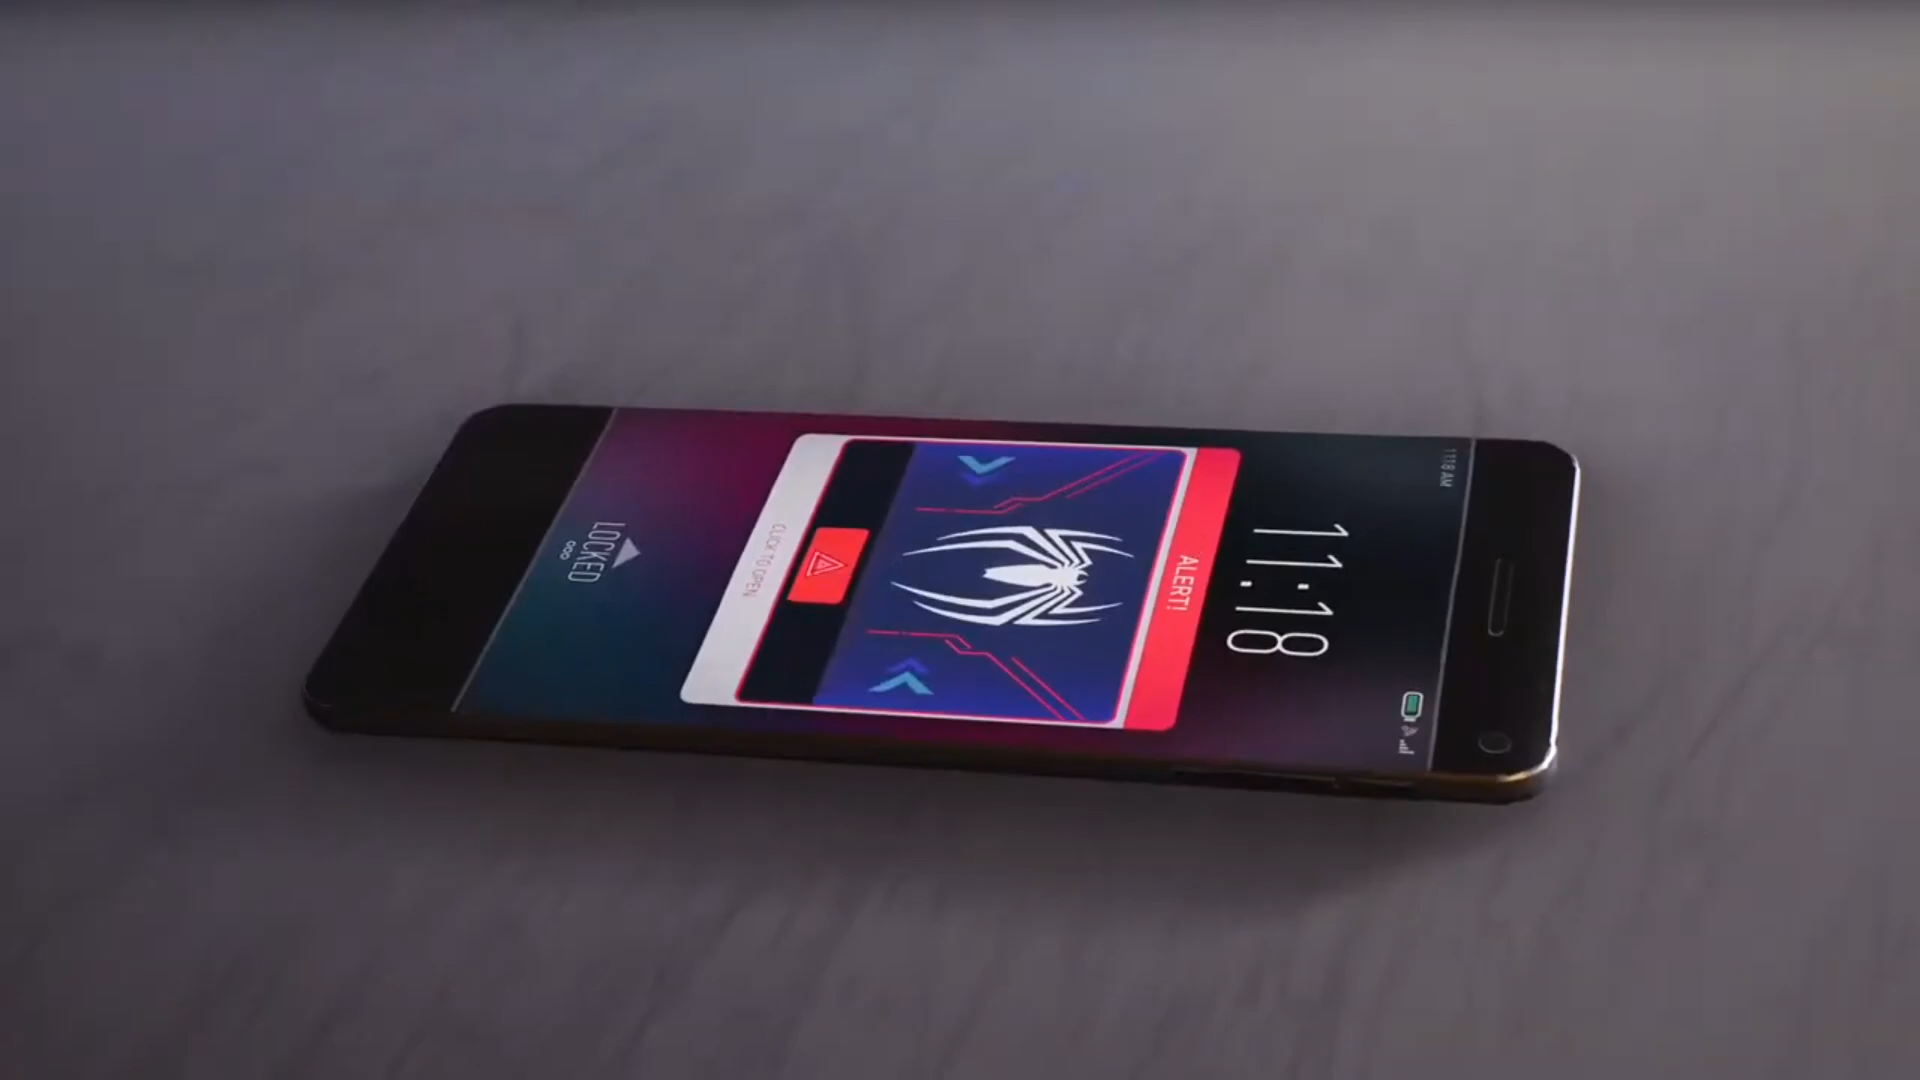 11:18 AM
11:18
ALERT!
CLICK TO OPEN
LOCKED